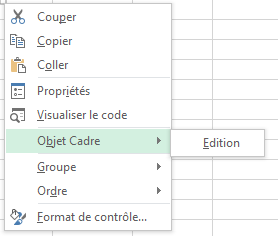 Couper
Copier
Coller
Propriétés
Visualiser le code
Objet Cadre
Edition
Groupe
Ordre
Format de contrôle...